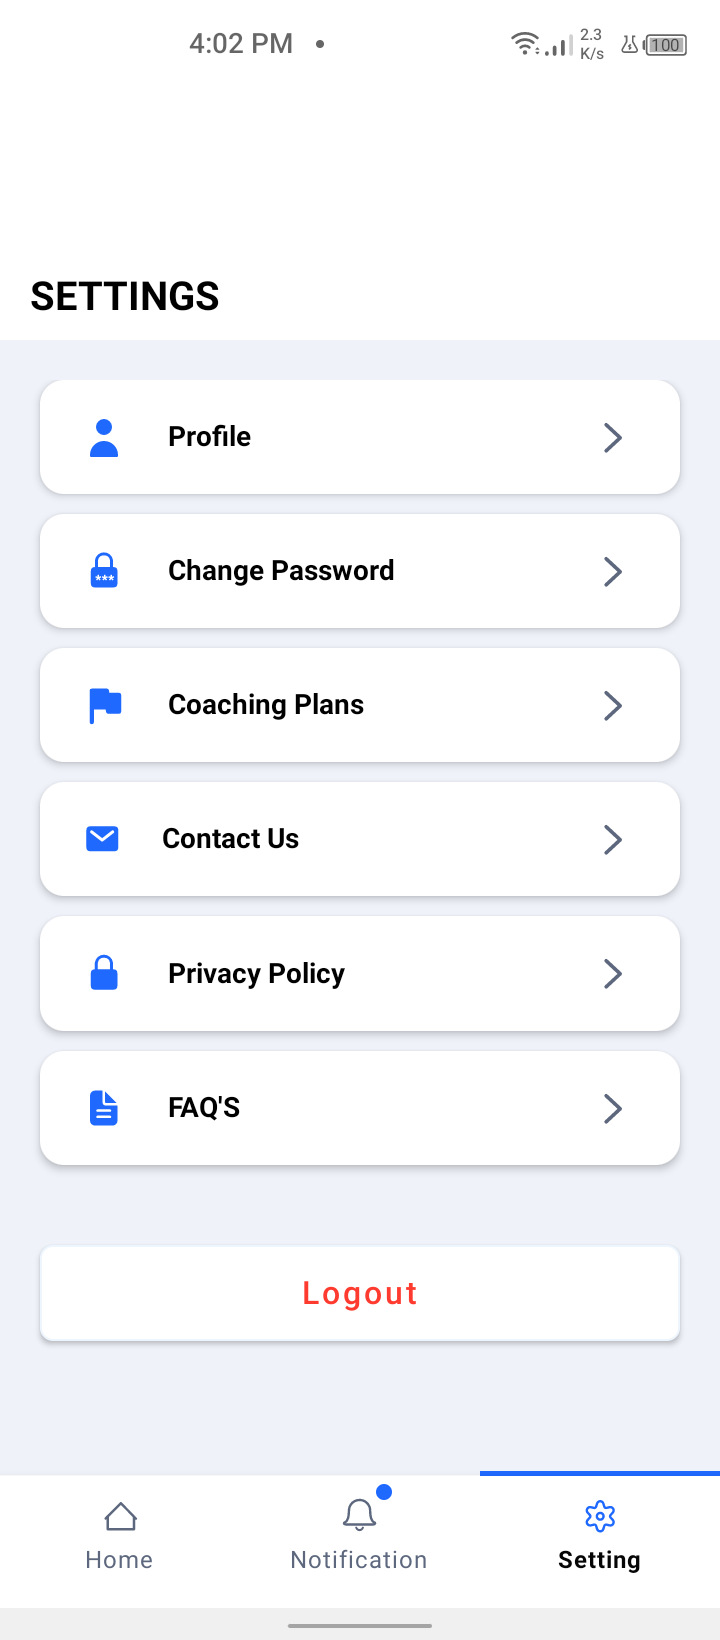 4:02 PM
2.3
K/s
100
SETTINGS
Profile
Change Password
Coaching Plans
Contact Us
Privacy Policy
FAQ'S
Logout
Home
Notification
Setting